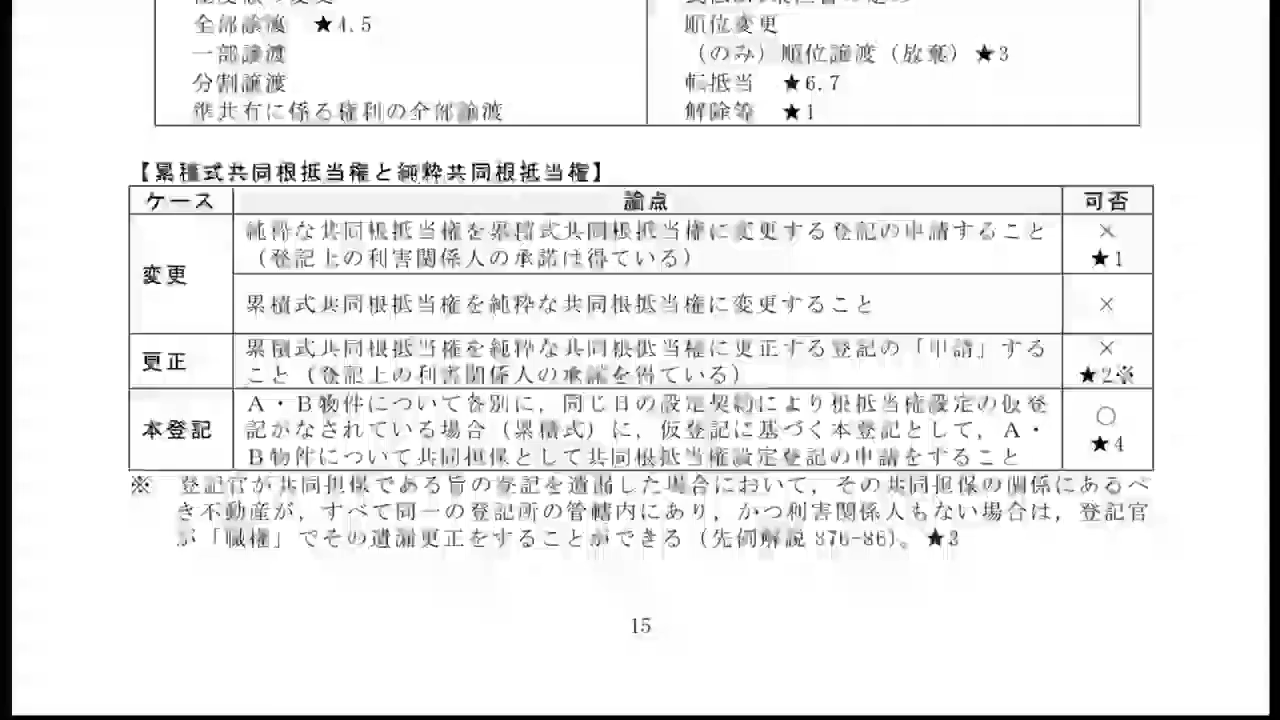 全部譲渡 ★4.5
一部譲渡
分割譲渡
準共有に係る権利の全部譲渡
順位変更
（のみ）順位譲渡（放棄）★3
転抵当 ★6.7
解除等 ★1
【累積式共同根抵当権と純粋共同根抵当権】
ケース 論点 可否
変更
純粋な共同根抵当権を累積式共同根抵当権に変更する登記の申請すること
（登記上の利害関係人の承諾は得ている）
×
★1
累積式共同根抵当権を純粋な共同根抵当権に変更すること
×
更正
累積式共同根抵当権を純粋な共同根抵当権に更正する登記の「申請」する
こと（登記上の利害関係人の承諾を得ている）
×
★2※
本登記
A・B物件について各別に，同じ日の設定契約により根抵当権設定の仮登
記がなされている場合（累積式）に，仮登記に基づく本登記として，A・
B物件について共同担保として共同根抵当権設定登記の申請をすること
○
★4
※ 登記官が共同担保である旨の登記を遺漏した場合において，その共同担保の関係にあるべ
き不動産が，すべて同一の登記所の管轄内にあり，かつ利害関係人もない場合は，登記官
が「職権」でその遺漏更正をすることができる（先例解説 876-86)。★3
15